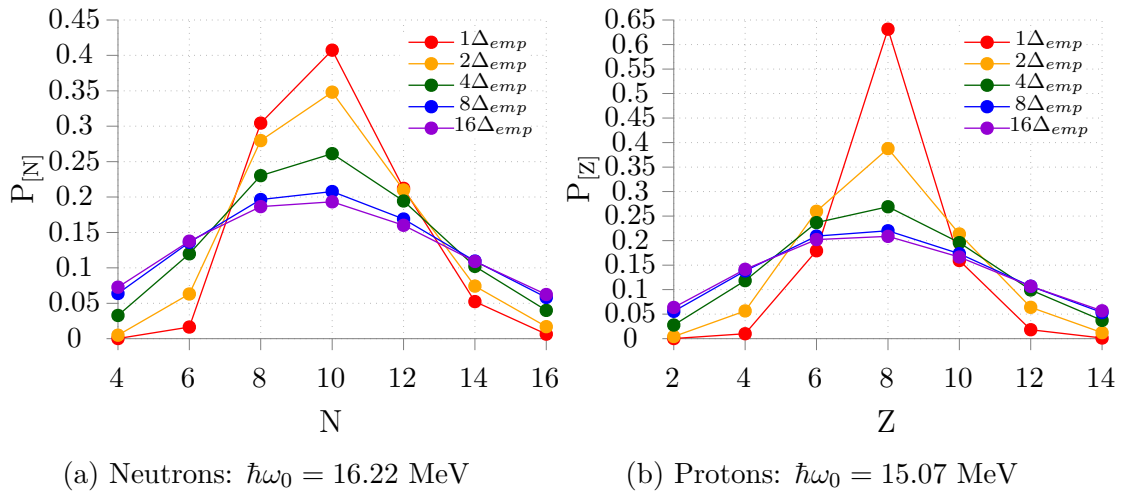 0.45
0.4
0.35
0.3
0.25
0.2
0.15
0.1
0.05
0
P[N]
1Δemp
2Δemp
4Δemp
8Δemp
16Δemp
4 6 8 10 12 14 16
N
(a) Neutrons: ℏω0 = 16.22 MeV
0.65
0.6
0.55
0.5
0.45
0.4
0.35
0.3
0.25
0.2
0.15
0.1
0.05
0
P[Z]
1Δemp
2Δemp
4Δemp
8Δemp
16Δemp
2 4 6 8 10 12 14
Z
(b) Protons: ℏω0 = 15.07 MeV